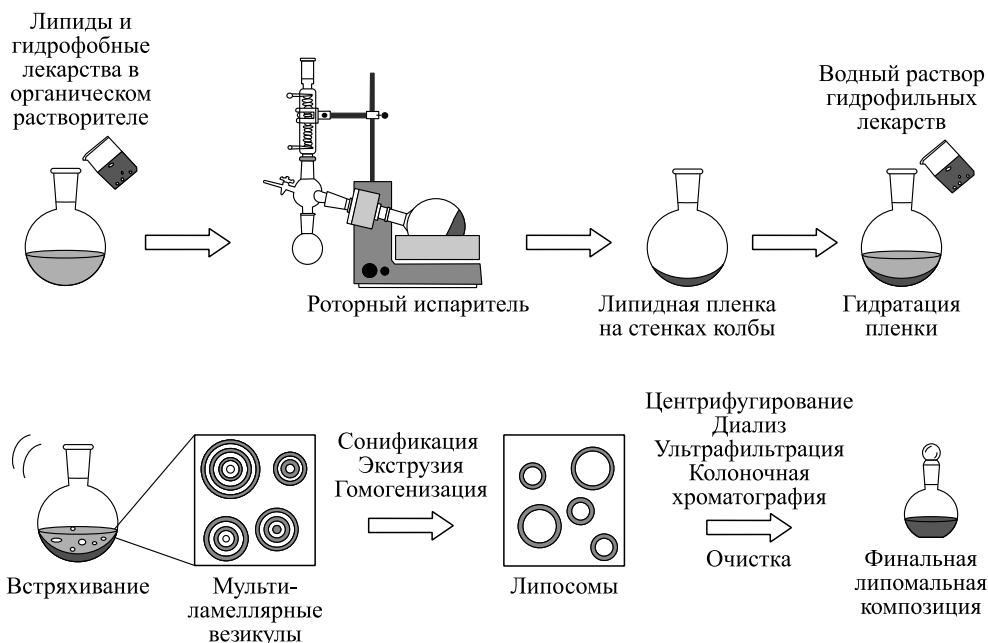 Липиды и
гидрофобные
лекарства в
органическом
растворителе
Роторный испаритель
Липидная пленка
на стенках колбы
Водный раствор
гидрофильных
лекарств
Гидратация
пленки
Встряхивание
Мульти-
ламеллярные
везикулы
Сонификация
Экструзия
Гомогенизация
Липосомы
Центрифугирование
Диализ
Ультрафильтрация
Колоночная
хроматография
Очистка
Финальная
липомальная
композиция